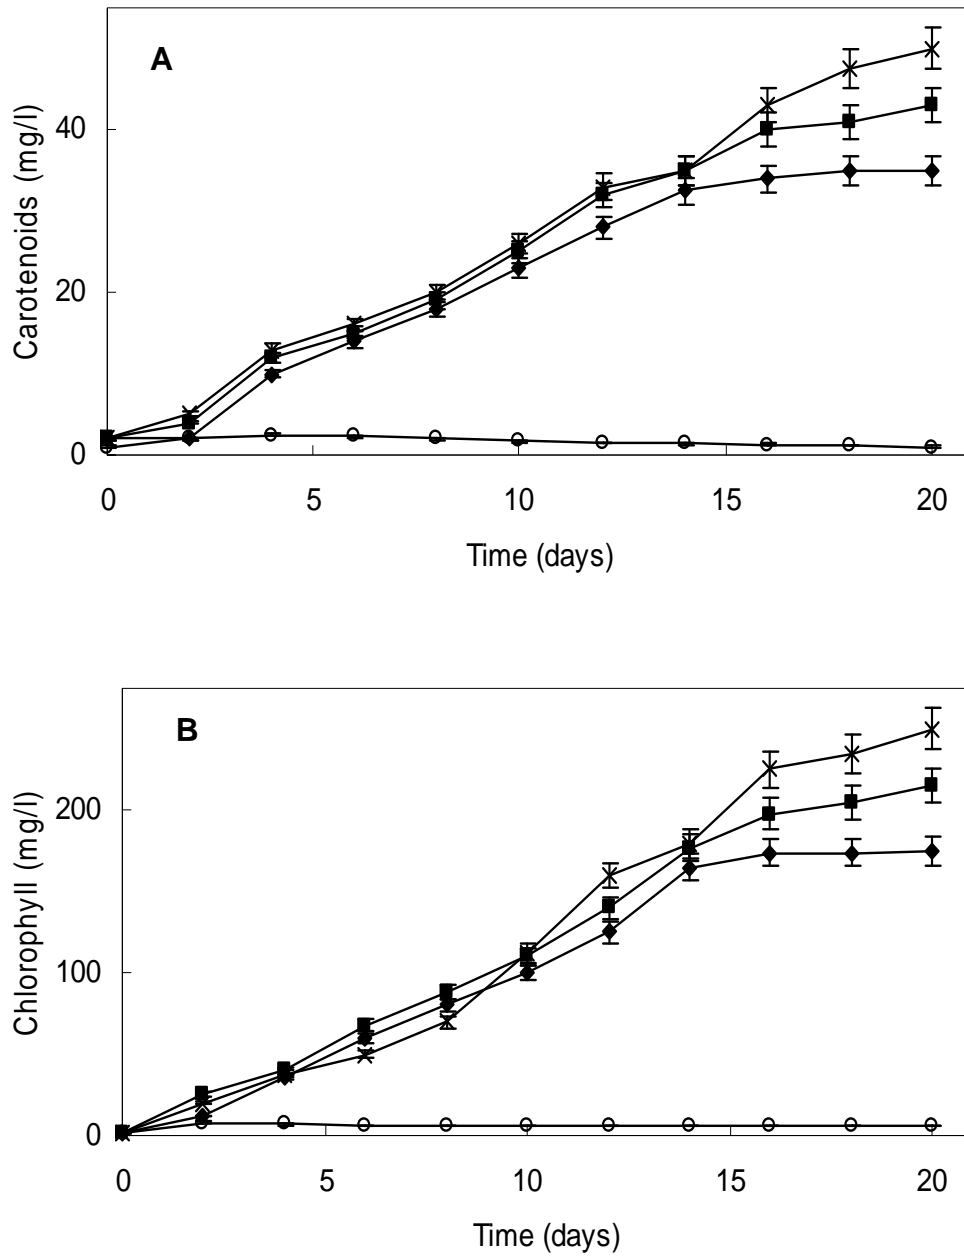 A
Carotenoids (mg/l)
40
20
0
0 5 10 15 20
Time (days)
B
Chlorophyll (mg/l)
200
100
0
0 5 10 15 20
Time (days)